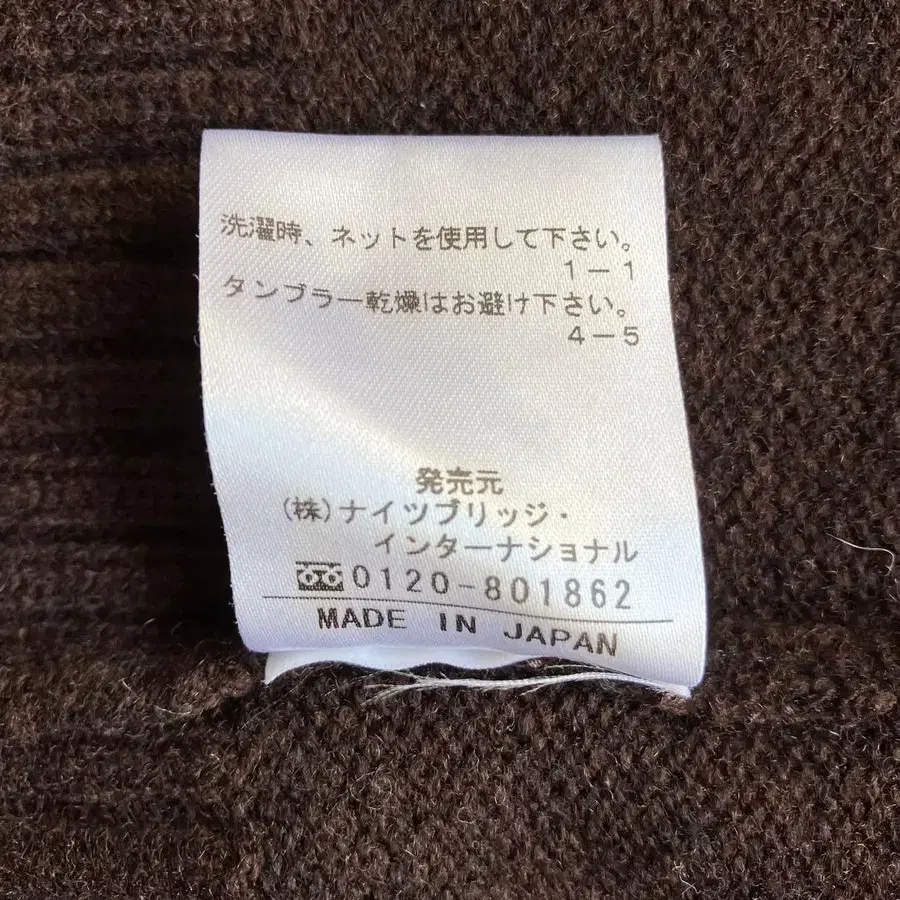 洗濯時、ネットを使用して下さい。
1-1
タンブラー乾燥はお避け下さい。
4-5
発売元
(株)ナイツブリッジ・
インターナショナル
0120-801862
MADE IN JAPAN